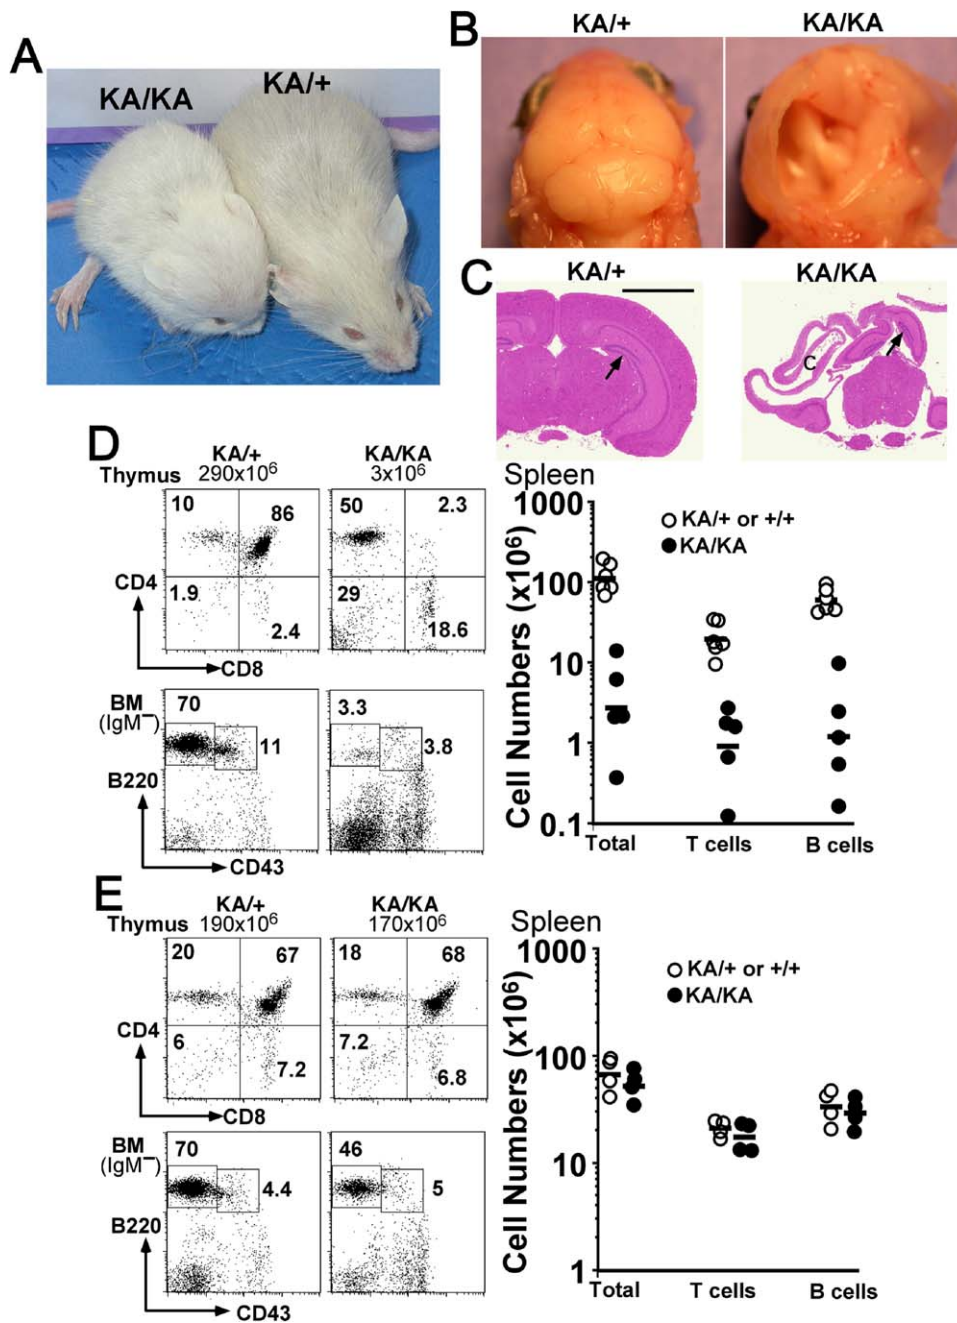 A
KA/KA
KA/+
B
KA/+
KA/KA
C
KA/+
KA/KA
C
D
Thymus
KA/+
290x10⁶
KA/KA
3x10⁶
10
86
1.9
2.4
50
2.3
29
18.6
CD4
CD8
BM
(IgM⁻)
70
11
3.3
3.8
B220
CD43
Spleen
Cell Numbers (x10⁶)
1000
100
10
1
0.1
KA/+ or +/+
KA/KA
Total
T cells
B cells
E
Thymus
KA/+
190x10⁶
KA/KA
170x10⁶
20
67
6
7.2
18
68
7.2
6.8
CD4
CD8
BM
(IgM⁻)
70
4.4
46
5
B220
CD43
Spleen
Cell Numbers (x10⁶)
1000
100
10
1
KA/+ or +/+
KA/KA
Total
T cells
B cells